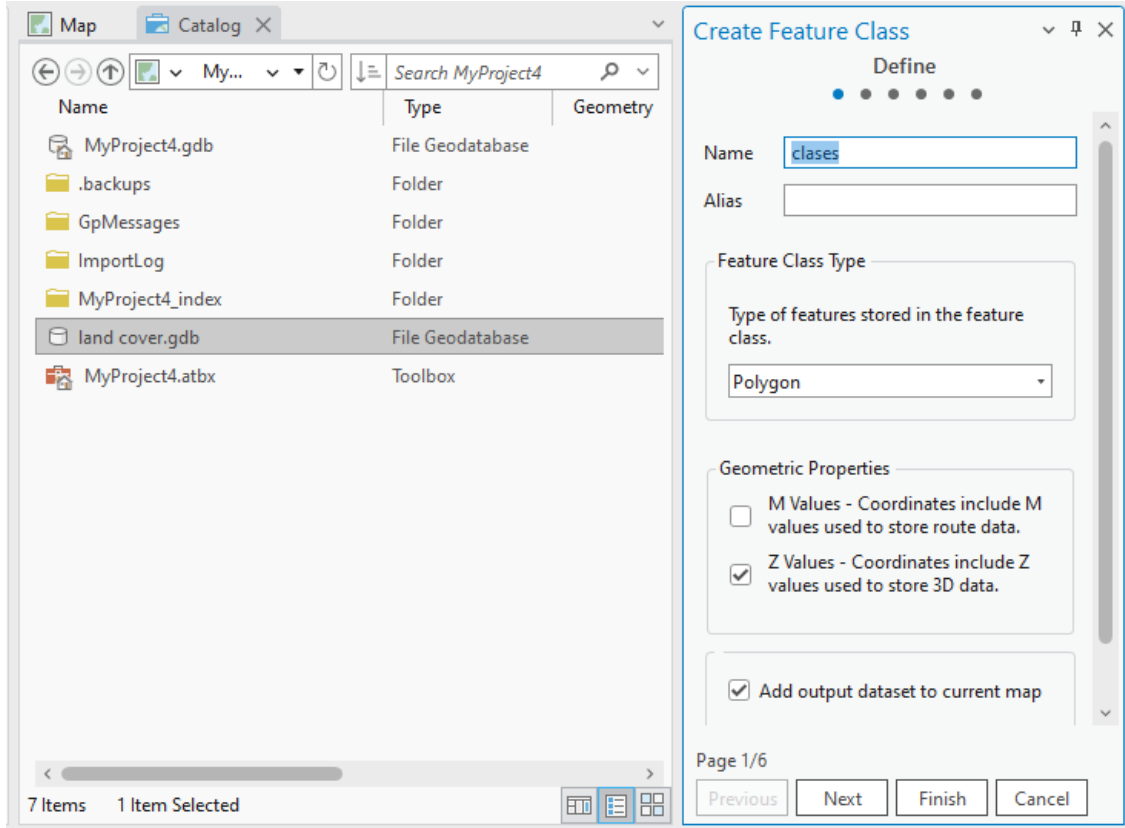 Map
Catalog
My...
Search MyProject4
Name Type Geometry
MyProject4.gdb File Geodatabase
.backups Folder
GpMessages Folder
ImportLog Folder
MyProject4_index Folder
land cover.gdb File Geodatabase
MyProject4.atbx Toolbox
7 Items 1 Item Selected
Create Feature Class
Define
Name clases
Alias
Feature Class Type
Type of features stored in the feature
class.
Polygon
Geometric Properties
M Values - Coordinates include M
values used to store route data.
Z Values - Coordinates include Z
values used to store 3D data.
Add output dataset to current map
Page 1/6
Previous Next Finish Cancel